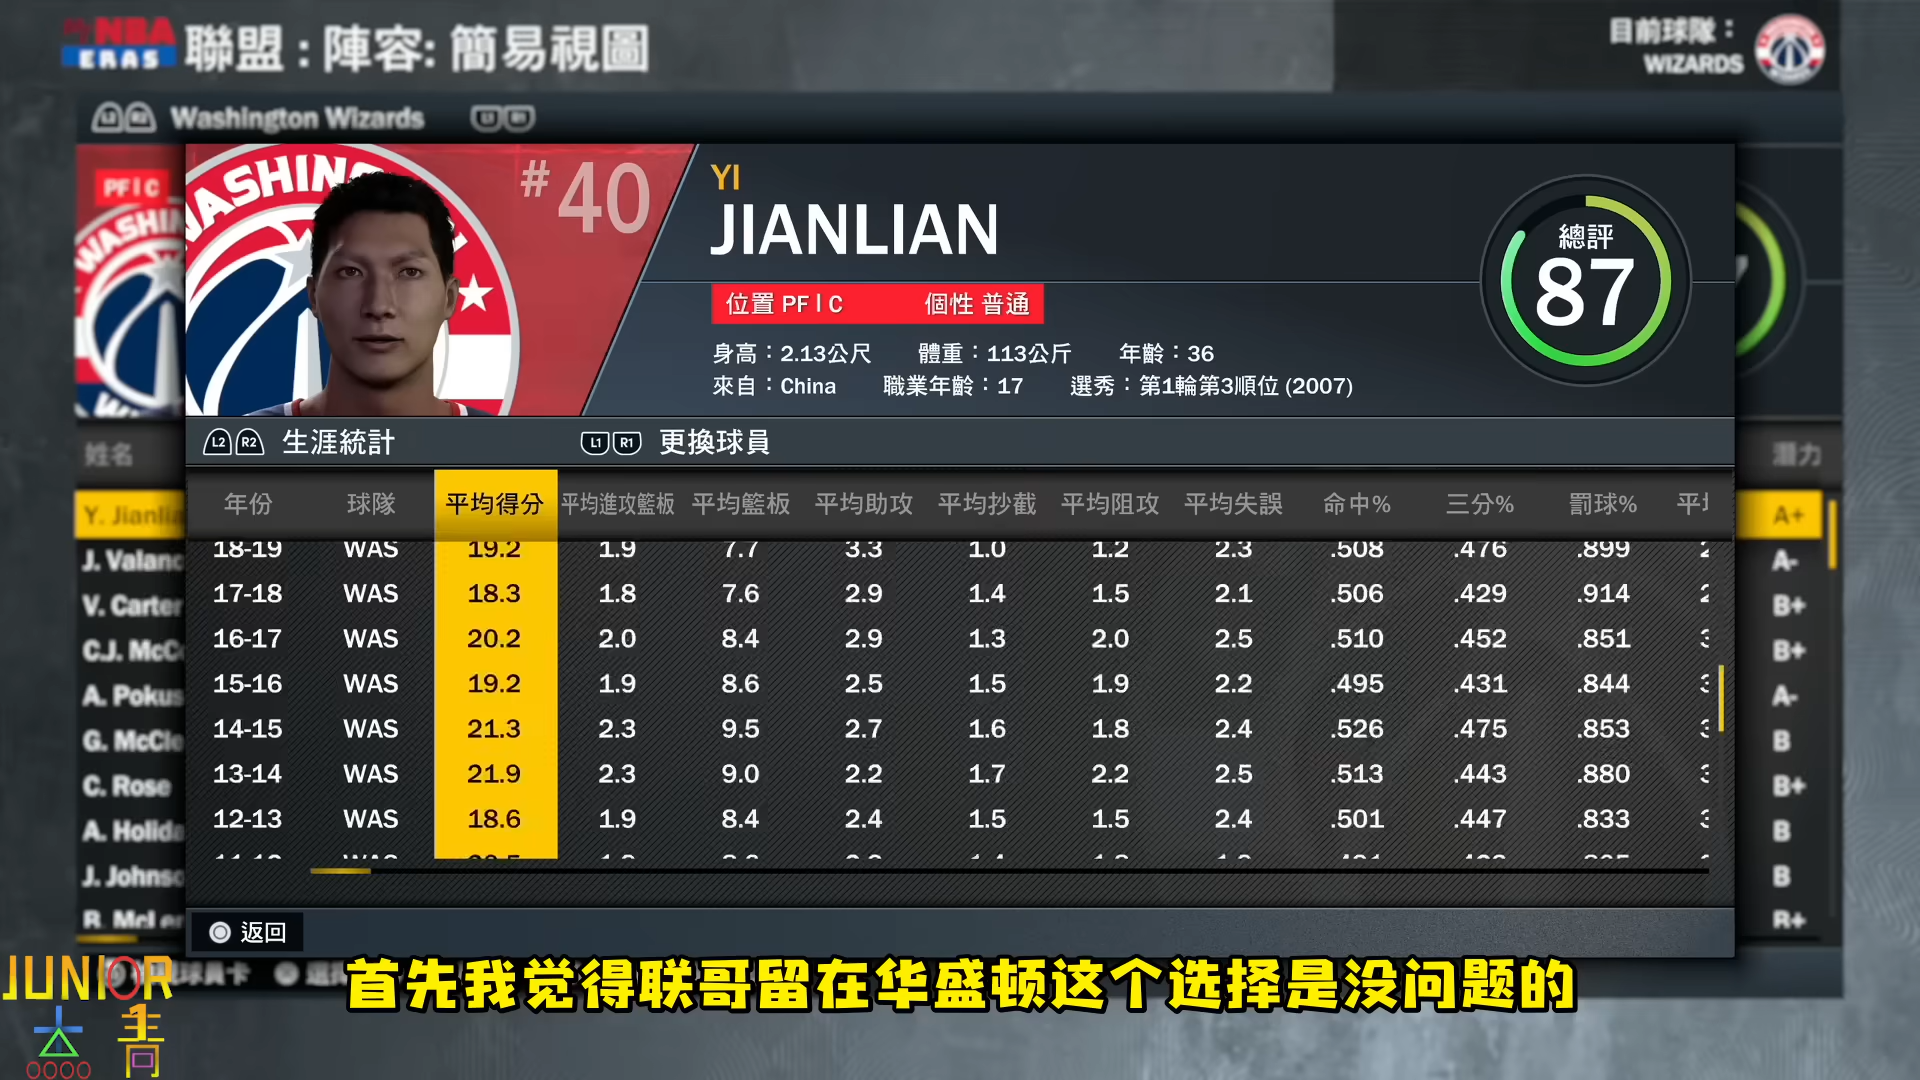 NBA ERAS 聯盟 : 陣容: 簡易視圖
目前球隊：
WIZARDS
L2 R2 Washington Wizards L1 R1
PF | C
WASHIN
#40
YI
JIANLIAN
位置 PF | C 個性 普通
總評
87
身高：2.13公尺 體重：113公斤 年齡：36
來自：China 職業年齡：17 選秀：第1輪第3順位 (2007)
L2 R2 生涯統計 L1 R1 更換球員
姓名 潛力
年份 球隊 平均得分 平均進攻籃板 平均籃板 平均助攻 平均抄截 平均阻攻 平均失誤 命中% 三分% 罰球%
Y. Jianlia A+
18-19 WAS 19.2 1.9 7.7 3.3 1.0 1.2 2.3 .508 .476 .899
J. Valanc A-
17-18 WAS 18.3 1.8 7.6 2.9 1.4 1.5 2.1 .506 .429 .914
V. Carter B+
16-17 WAS 20.2 2.0 8.4 2.9 1.3 2.0 2.5 .510 .452 .851
C.J. McCo B+
15-16 WAS 19.2 1.9 8.6 2.5 1.5 1.9 2.2 .495 .431 .844
A. Pokus A-
14-15 WAS 21.3 2.3 9.5 2.7 1.6 1.8 2.4 .526 .475 .853
G. McCle B
13-14 WAS 21.9 2.3 9.0 2.2 1.7 2.2 2.5 .513 .443 .880
C. Rose B+
12-13 WAS 18.6 1.9 8.4 2.4 1.5 1.5 2.4 .501 .447 .833
A. Holida B
J. Johnso B
返回
首先我觉得联哥留在华盛顿这个选择是没问题的
JUNIOR